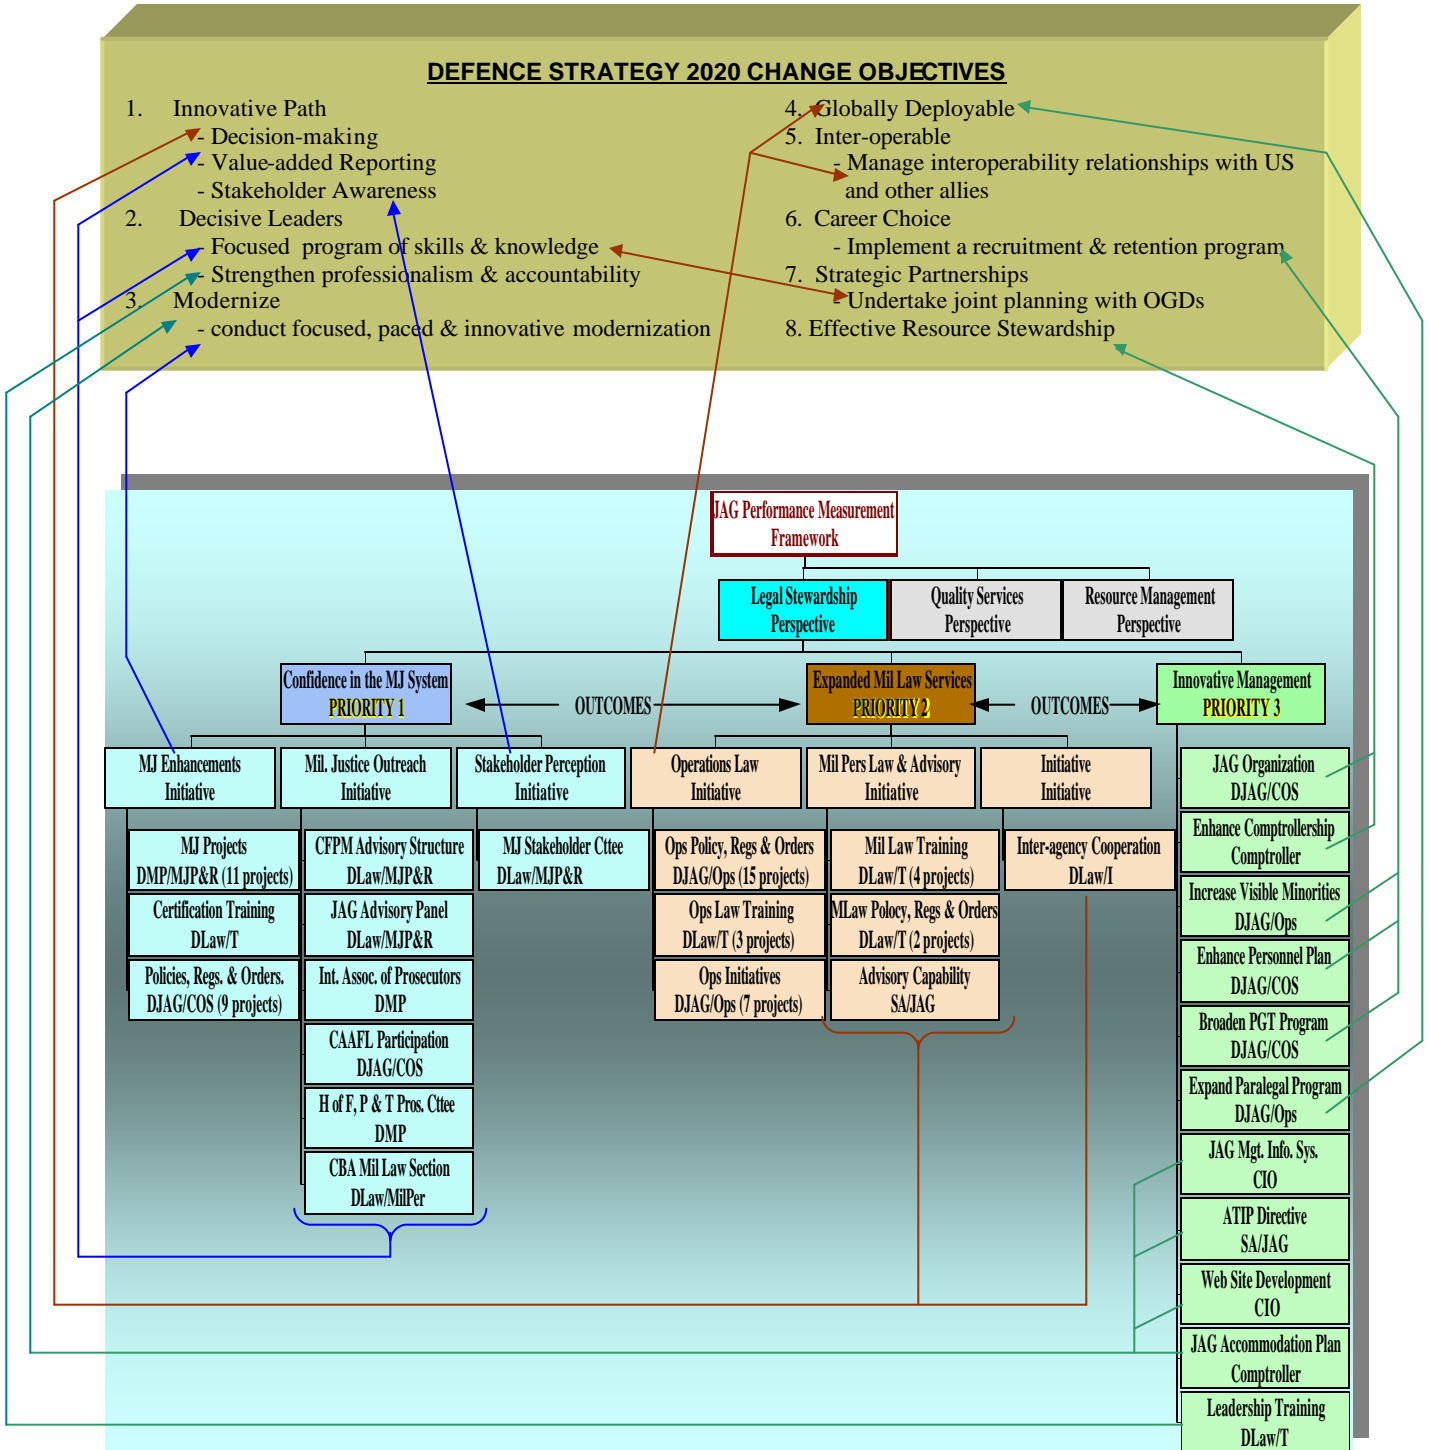 DEFENCE STRATEGY 2020 CHANGE OBJECTIVES
1. Innovative Path
- Decision-making
- Value-added Reporting
- Stakeholder Awareness
2. Decisive Leaders
- Focused program of skills & knowledge
- Strengthen professionalism & accountability
3. Modernize
- conduct focused, paced & innovative modernization
4. Globally Deployable
5. Inter-operable
- Manage interoperability relationships with US
and other allies
6. Career Choice
- Implement a recruitment & retention program
7. Strategic Partnerships
- Undertake joint planning with OGDs
8. Effective Resource Stewardship
JAG Performance Measurement
Framework
Legal Stewardship
Perspective
Quality Services
Perspective
Resource Management
Perspective
Confidence in the MJ System
PRIORITY 1
OUTCOMES
Expanded Mil Law Services
PRIORITY 2
OUTCOMES
Innovative Management
PRIORITY 3
MJ Enhancements
Initiative
Mil. Justice Outreach
Initiative
Stakeholder Perception
Initiative
Operations Law
Initiative
Mil Pers Law & Advisory
Initiative
Initiative
Initiative
MJ Projects
DMP/MJP&R (11 projects)
Certification Training
DLaw/T
Policies, Regs. & Orders.
DJAG/COS (9 projects)
CFPM Advisory Structure
DLaw/MJP&R
JAG Advisory Panel
DLaw/MJP&R
Int. Assoc. of Prosecutors
DMP
CAAFL Participation
DJAG/COS
H of F, P & T Pros. Cttee
DMP
CBA Mil Law Section
DLaw/MilPer
MJ Stakeholder Cttee
DLaw/MJP&R
Ops Policy, Regs & Orders
DJAG/Ops (15 projects)
Ops Law Training
DLaw/T (3 projects)
Ops Initiatives
DJAG/Ops (7 projects)
Mil Law Training
DLaw/T (4 projects)
MLaw Polocy, Regs & Orders
DLaw/T (2 projects)
Advisory Capability
SA/JAG
Inter-agency Cooperation
DLaw/I
JAG Organization
DJAG/COS
Enhance Comptrollership
Comptroller
Increase Visible Minorities
DJAG/Ops
Enhance Personnel Plan
DJAG/COS
Broaden PGT Program
DJAG/COS
Expand Paralegal Program
DJAG/Ops
JAG Mgt. Info. Sys.
CIO
ATIP Directive
SA/JAG
Web Site Development
CIO
JAG Accommodation Plan
Comptroller
Leadership Training
DLaw/T